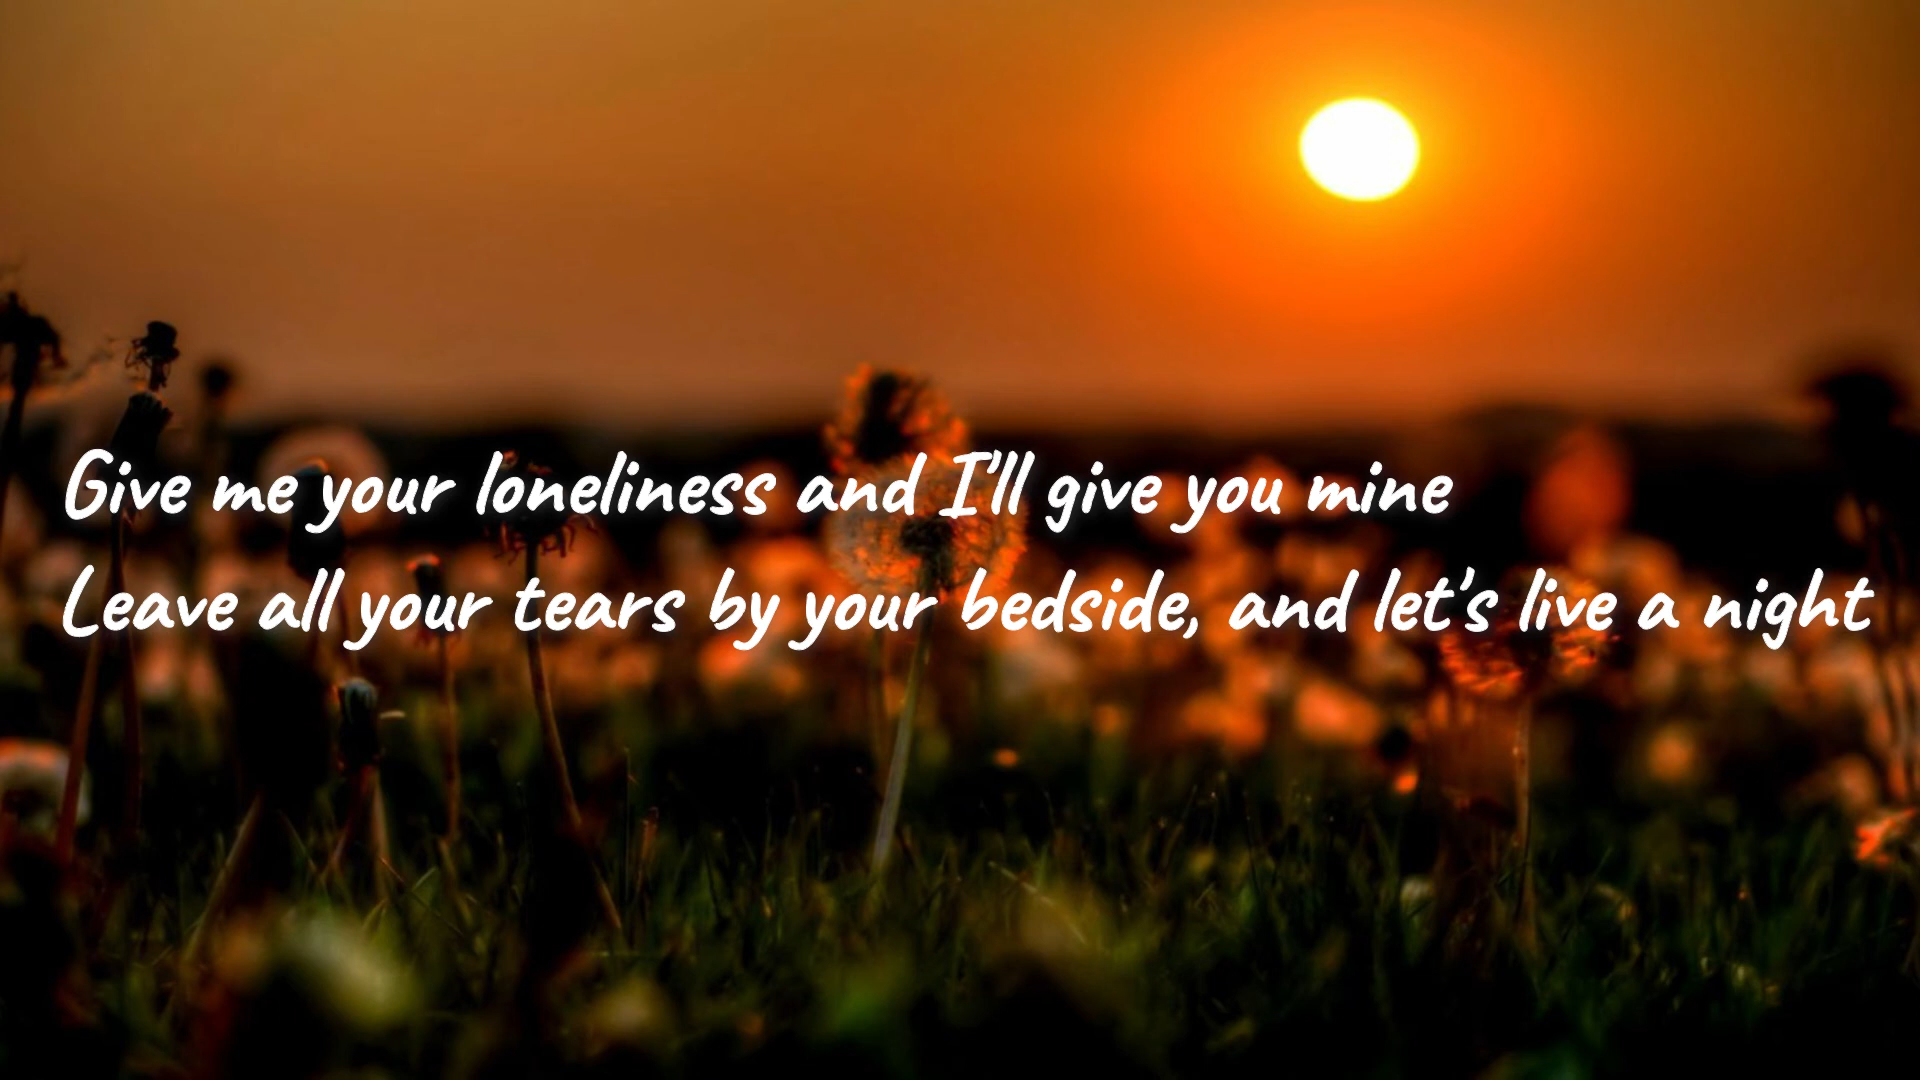 Give me your loneliness and I'll give you mine
Leave all your tears by your bedside, and let's live a night